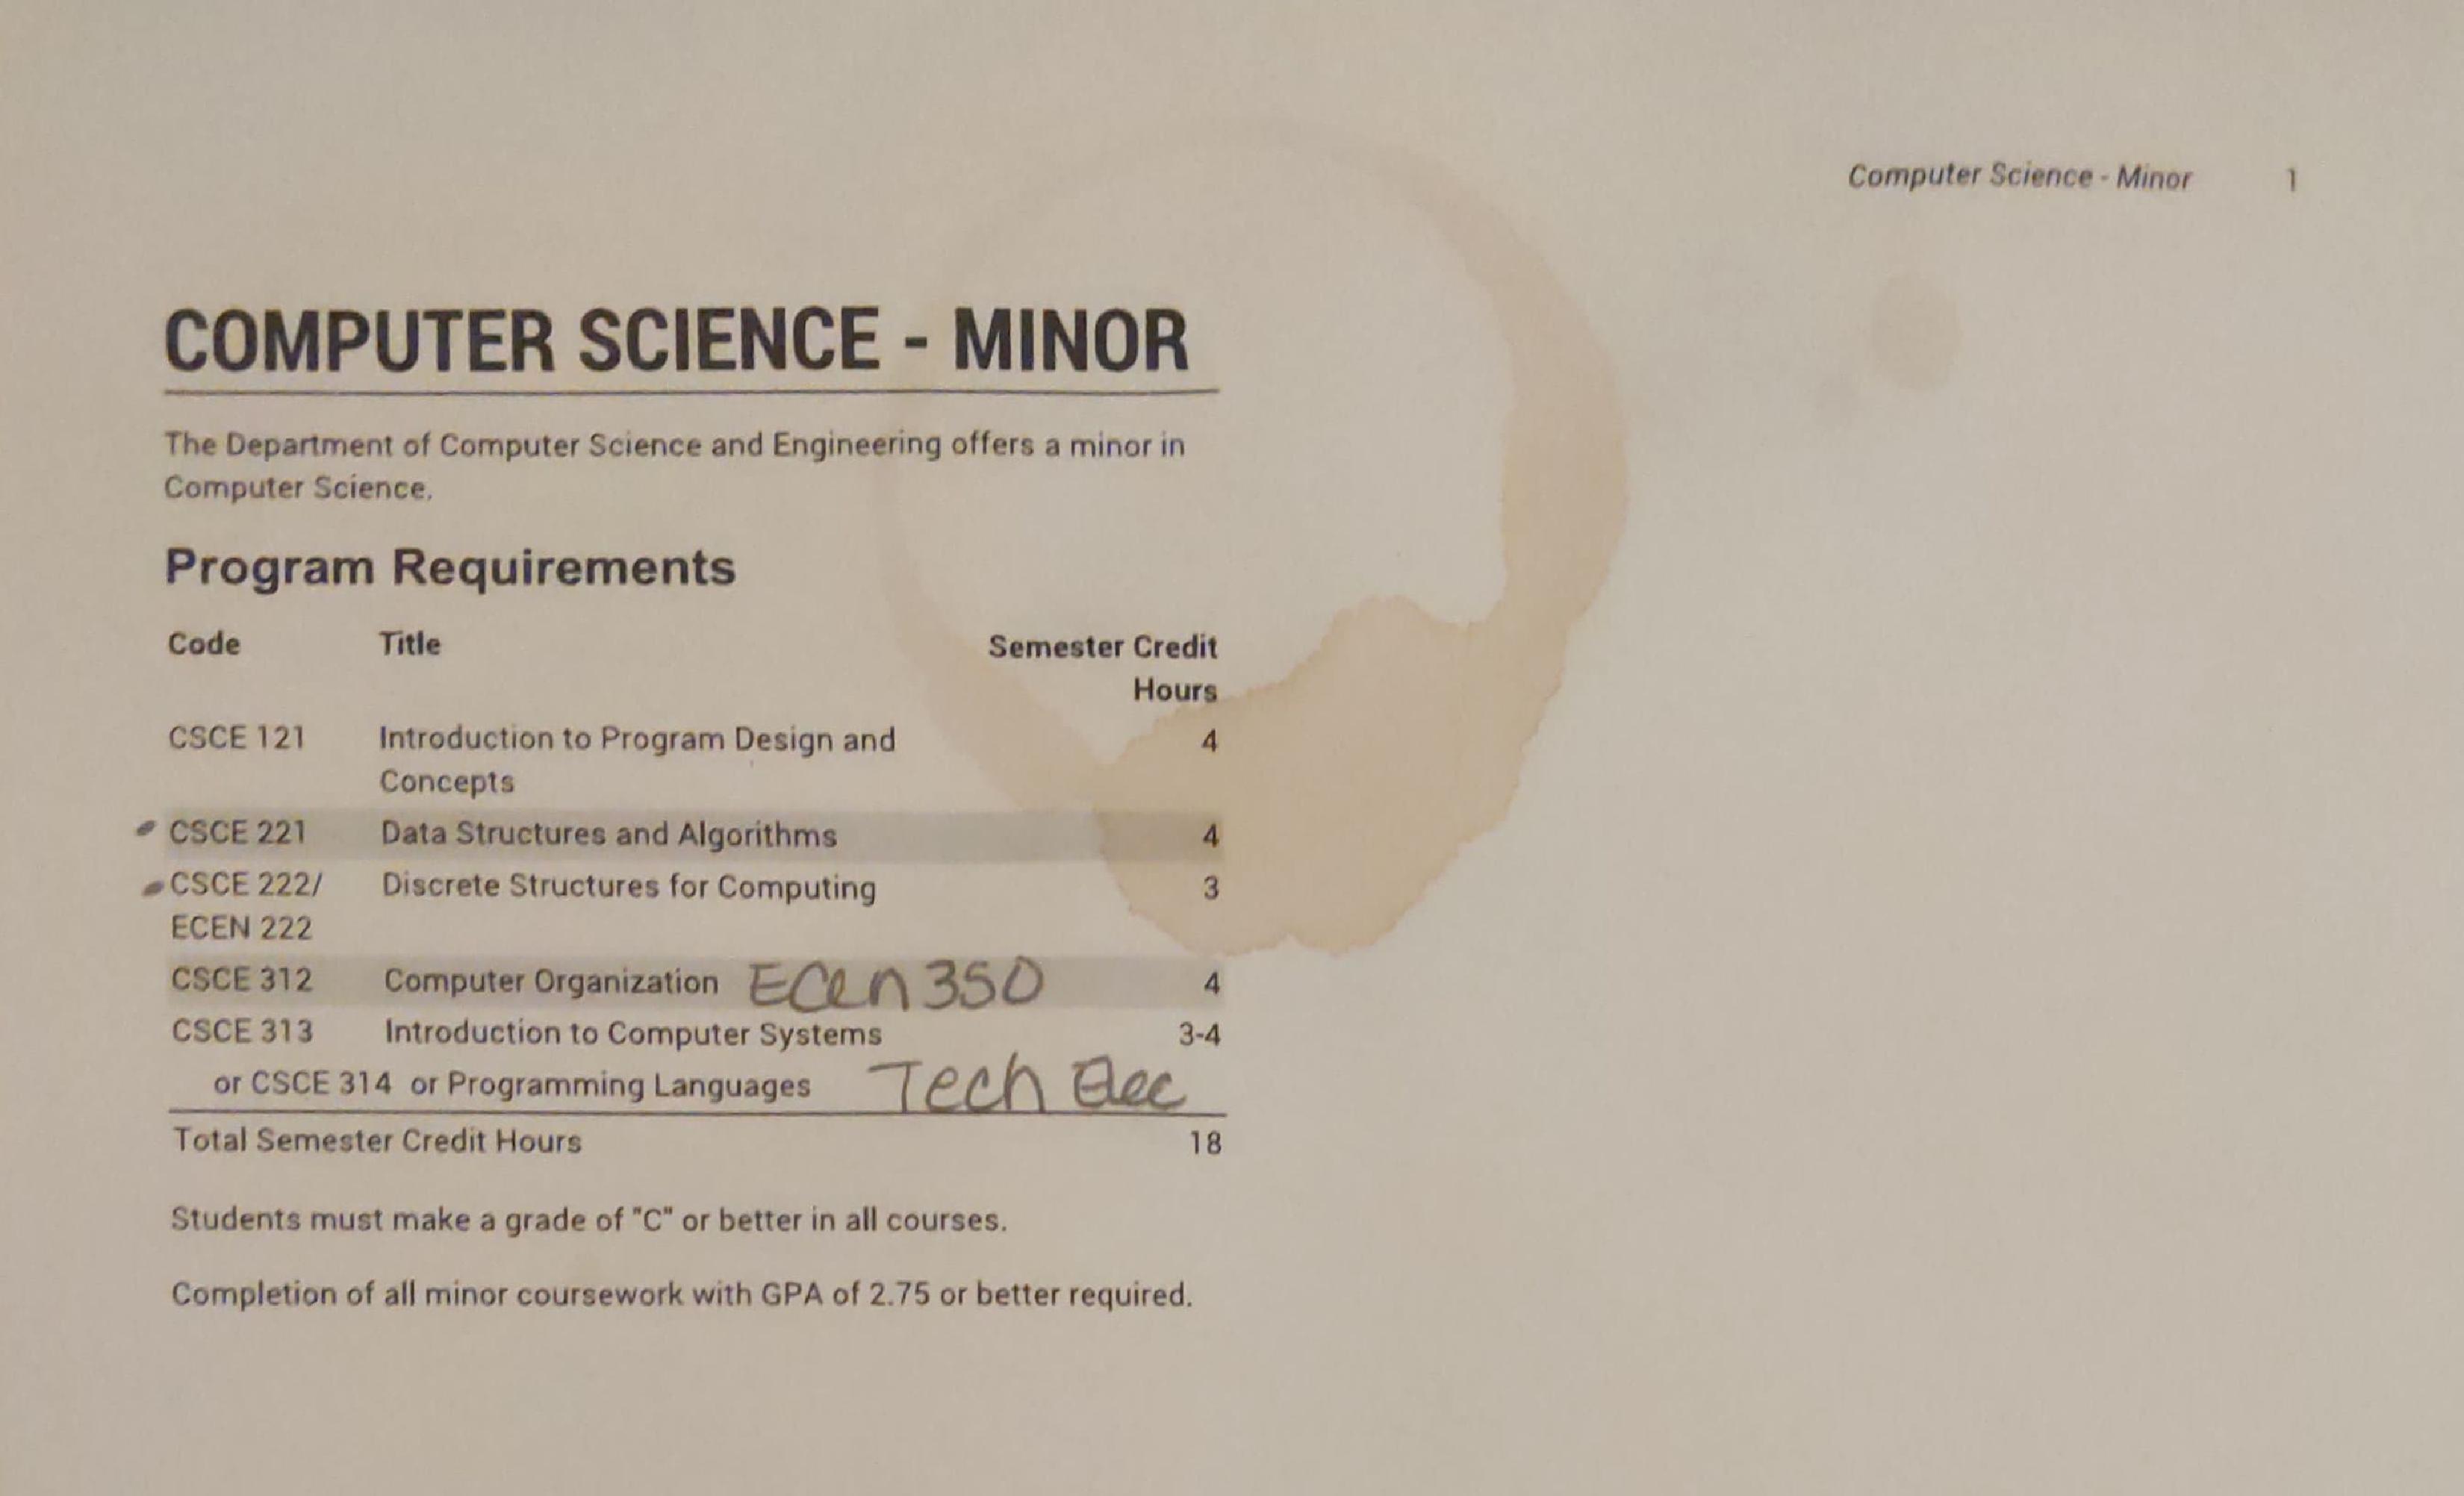 Computer Science - Minor 1
COMPUTER SCIENCE - MINOR
The Department of Computer Science and Engineering offers a minor in
Computer Science.
Program Requirements
Code Title Semester Credit
Hours
CSCE 121 Introduction to Program Design and 4
Concepts
CSCE 221 Data Structures and Algorithms 4
CSCE 222/ Discrete Structures for Computing 3
ECEN 222
CSCE 312 Computer Organization ECen 350 4
CSCE 313 Introduction to Computer Systems 3-4
or CSCE 314 or Programming Languages Tech Elec
Total Semester Credit Hours 18
Students must make a grade of "C" or better in all courses.
Completion of all minor coursework with GPA of 2.75 or better required.